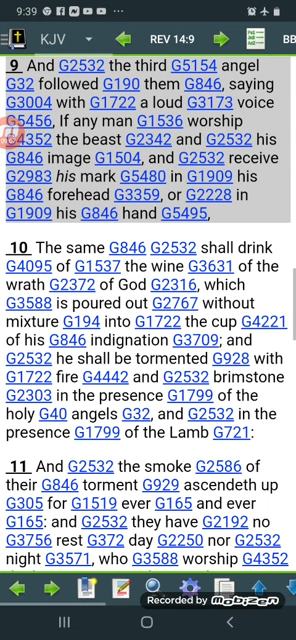 9:39
KJV REV 14:9 BB
9 And G2532 the third G5154 angel
G32 followed G190 them G846, saying
G3004 with G1722 a loud G3173 voice
G5456, If any man G1536 worship
G4352 the beast G2342 and G2532 his
G846 image G1504, and G2532 receive
G2983 his mark G5480 in G1909 his
G846 forehead G3359, or G2228 in
G1909 his G846 hand G5495,
10 The same G846 G2532 shall drink
G4095 of G1537 the wine G3631 of the
wrath G2372 of God G2316, which
G3588 is poured out G2767 without
mixture G194 into G1722 the cup G4221
of his G846 indignation G3709; and
G2532 he shall be tormented G928 with
G1722 fire G4442 and G2532 brimstone
G2303 in the presence G1799 of the
holy G40 angels G32, and G2532 in the
presence G1799 of the Lamb G721:
11 And G2532 the smoke G2586 of
their G846 torment G929 ascendeth up
G305 for G1519 ever G165 and ever
G165: and G2532 they have G2192 no
G3756 rest G372 day G2250 nor G2532
night G3571, who G3588 worship G4352
Recorded by mobizen